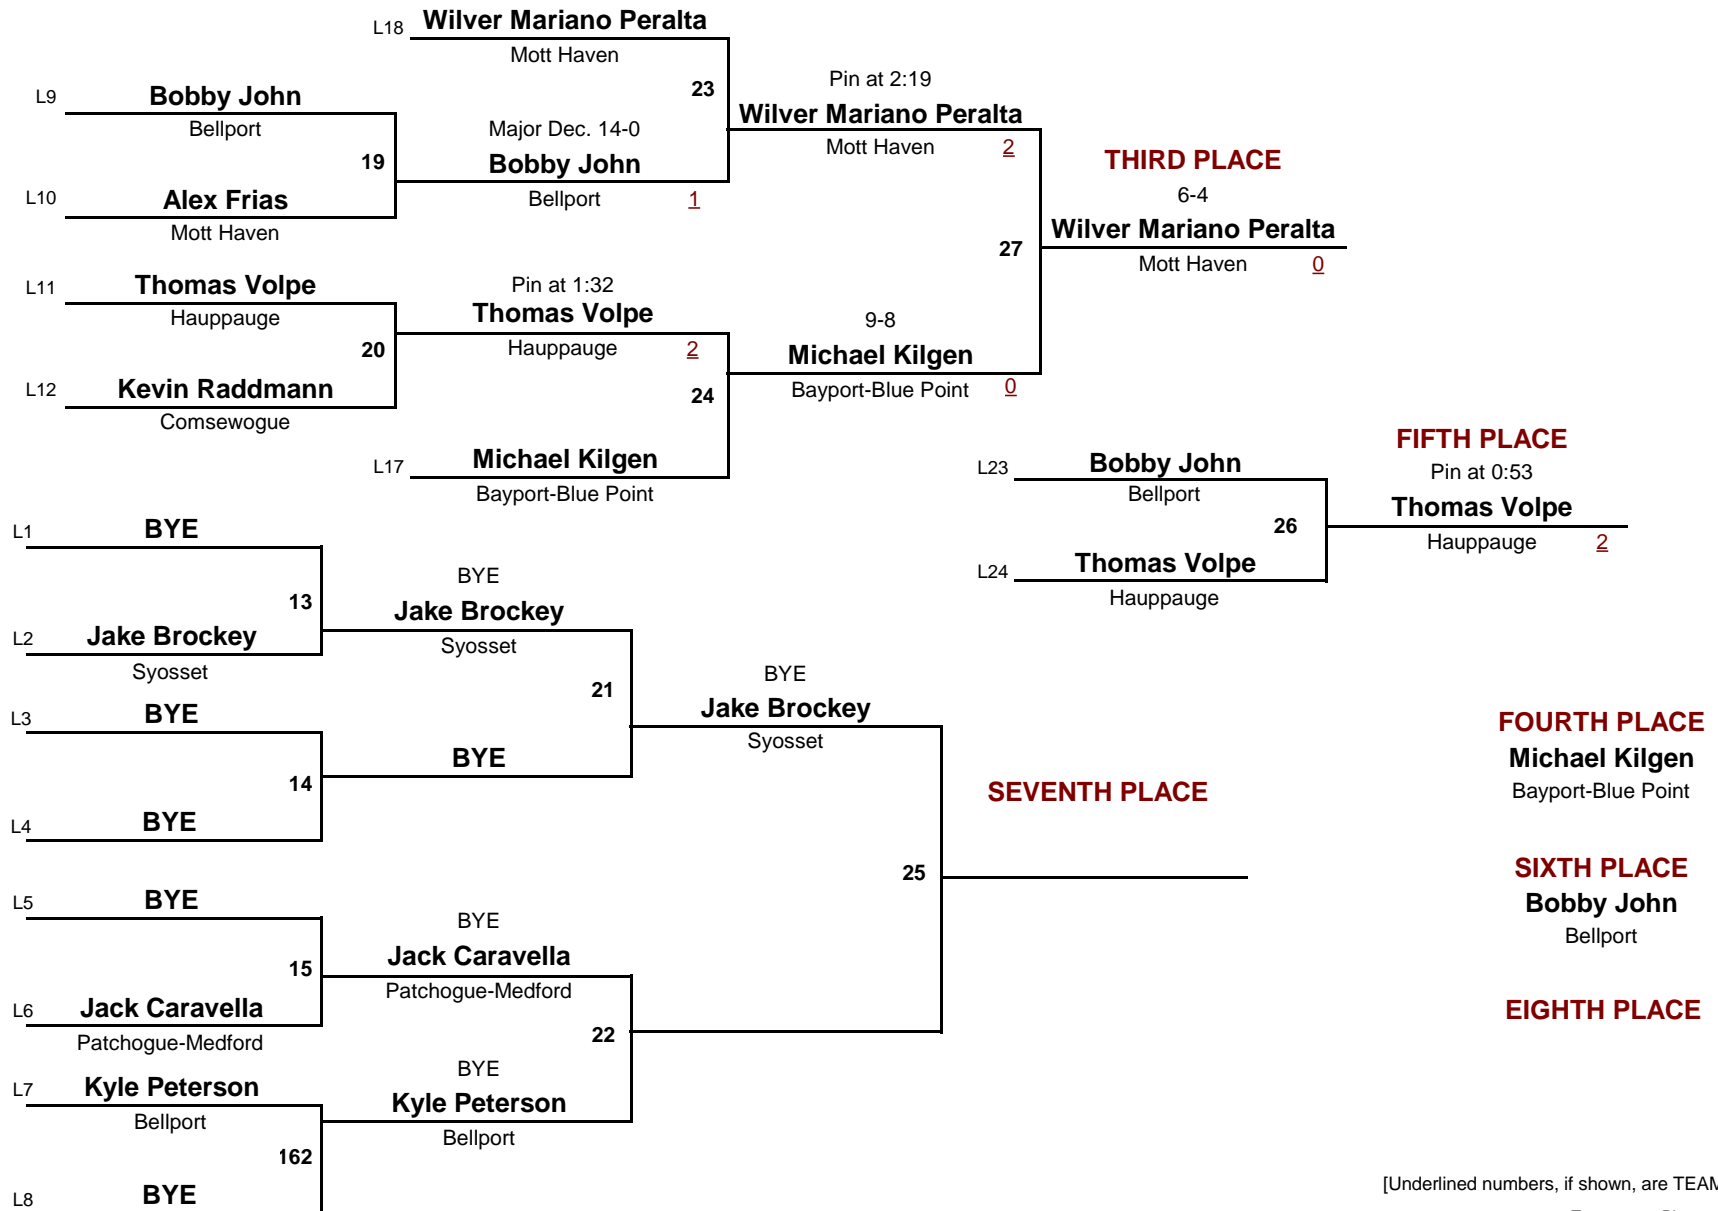 L18 Wilver Mariano Peralta
Mott Haven
23
Pin at 2:19
L9 Bobby John
Bellport
Wilver Mariano Peralta
Mott Haven 2
Major Dec. 14-0
19
Bobby John
Bellport 1
THIRD PLACE
6-4
L10 Alex Frias
Mott Haven
Wilver Mariano Peralta
Mott Haven 0
27
L11 Thomas Volpe
Hauppauge
Pin at 1:32
Thomas Volpe
Hauppauge 2
20
9-8
Michael Kilgen
Bayport-Blue Point 0
L12 Kevin Raddmann
Comsewogue
24
L17 Michael Kilgen
Bayport-Blue Point
L23 Bobby John
Bellport
FIFTH PLACE
Pin at 0:53
Thomas Volpe
Hauppauge 2
26
L24 Thomas Volpe
Hauppauge
L1 BYE
13
BYE
Jake Brockey
Syosset
L2 Jake Brockey
Syosset
21
BYE
Jake Brockey
Syosset
L3 BYE
14
BYE
L4 BYE
SEVENTH PLACE
FOURTH PLACE
Michael Kilgen
Bayport-Blue Point
25
SIXTH PLACE
Bobby John
Bellport
L5 BYE
15
BYE
Jack Caravella
Patchogue-Medford
L6 Jack Caravella
Patchogue-Medford
22
EIGHTH PLACE
L7 Kyle Peterson
Bellport
BYE
Kyle Peterson
Bellport
162
L8 BYE
[Underlined numbers, if shown, are TEAM